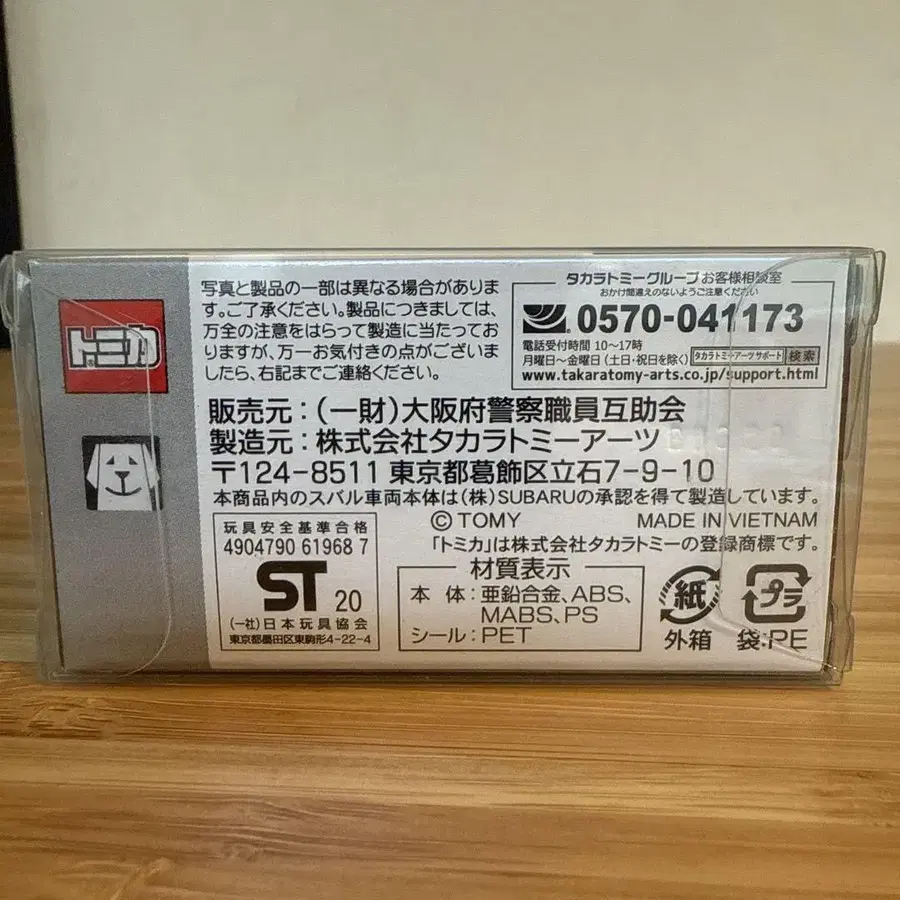 トミカ
写真と製品の一部は異なる場合がありま
す。ご了承ください。製品につきましては、
万全の注意をはらって製造に当たってお
りますが、万一お気付きの点がございま
したら、右記までご連絡ください。
タカラトミーグループ お客様相談室
おかけ間違えのないようご注意ください
0570-041173
電話受付時間 10〜17時
月曜日〜金曜日(土・日・祝日を除く) タカラトミーアーツ サポート 検索
www.takaratomy-arts.co.jp/support.html
販売元:(一財)大阪府警察職員互助会
製造元:株式会社タカラトミーアーツ
〒124-8511 東京都葛飾区立石7-9-10
本商品内のスバル車両本体は(株)SUBARUの承認を得て製造しています。
© TOMY MADE IN VIETNAM
「トミカ」は株式会社タカラトミーの登録商標です。
玩具安全基準合格
4904790 61968 7
ST 20
(一社)日本玩具協会
東京都墨田区東駒形4-22-4
材質表示
本体:亜鉛合金、ABS、
MABS、PS
シール:PET
紙
外箱
プラ
袋:PE